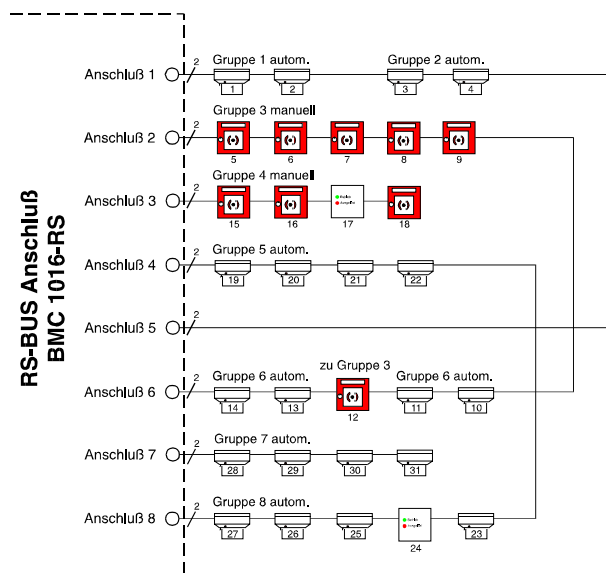 RS-BUS Anschluß
BMC 1016-RS
Anschluß 1
2
Gruppe 1 autom.
Gruppe 2 autom.
1
2
3
4
Anschluß 2
2
Gruppe 3 manuell
5
6
7
8
9
Anschluß 3
2
Gruppe 4 manuell
15
16
17
18
Anschluß 4
2
Gruppe 5 autom.
19
20
21
22
Anschluß 5
2
Anschluß 6
2
Gruppe 6 autom.
zu Gruppe 3
Gruppe 6 autom.
14
13
12
11
10
Anschluß 7
2
Gruppe 7 autom.
28
29
30
31
Anschluß 8
2
Gruppe 8 autom.
27
26
25
24
23